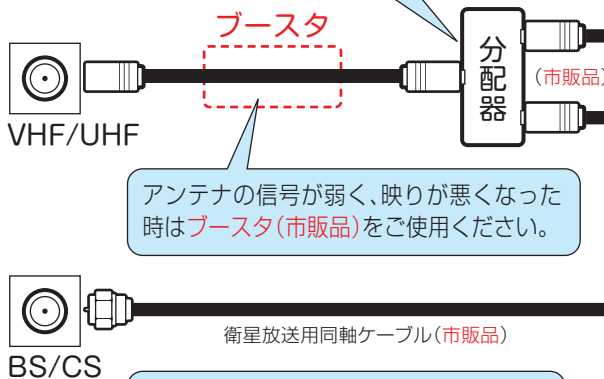 ブースタ
分配器
(市販品)
VHF/UHF
アンテナの信号が弱く、映りが悪くなった
時はブースタ(市販品)をご使用ください。
衛星放送用同軸ケーブル(市販品)
BS/CS